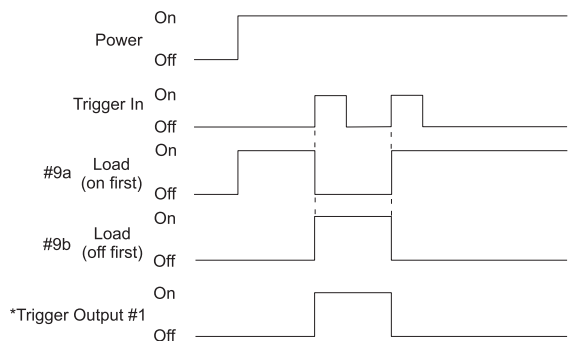 On
Power
Off
On
Trigger In
Off
On
#9a Load
(on first)
Off
On
#9b Load
(off first)
Off
On
*Trigger Output #1
Off